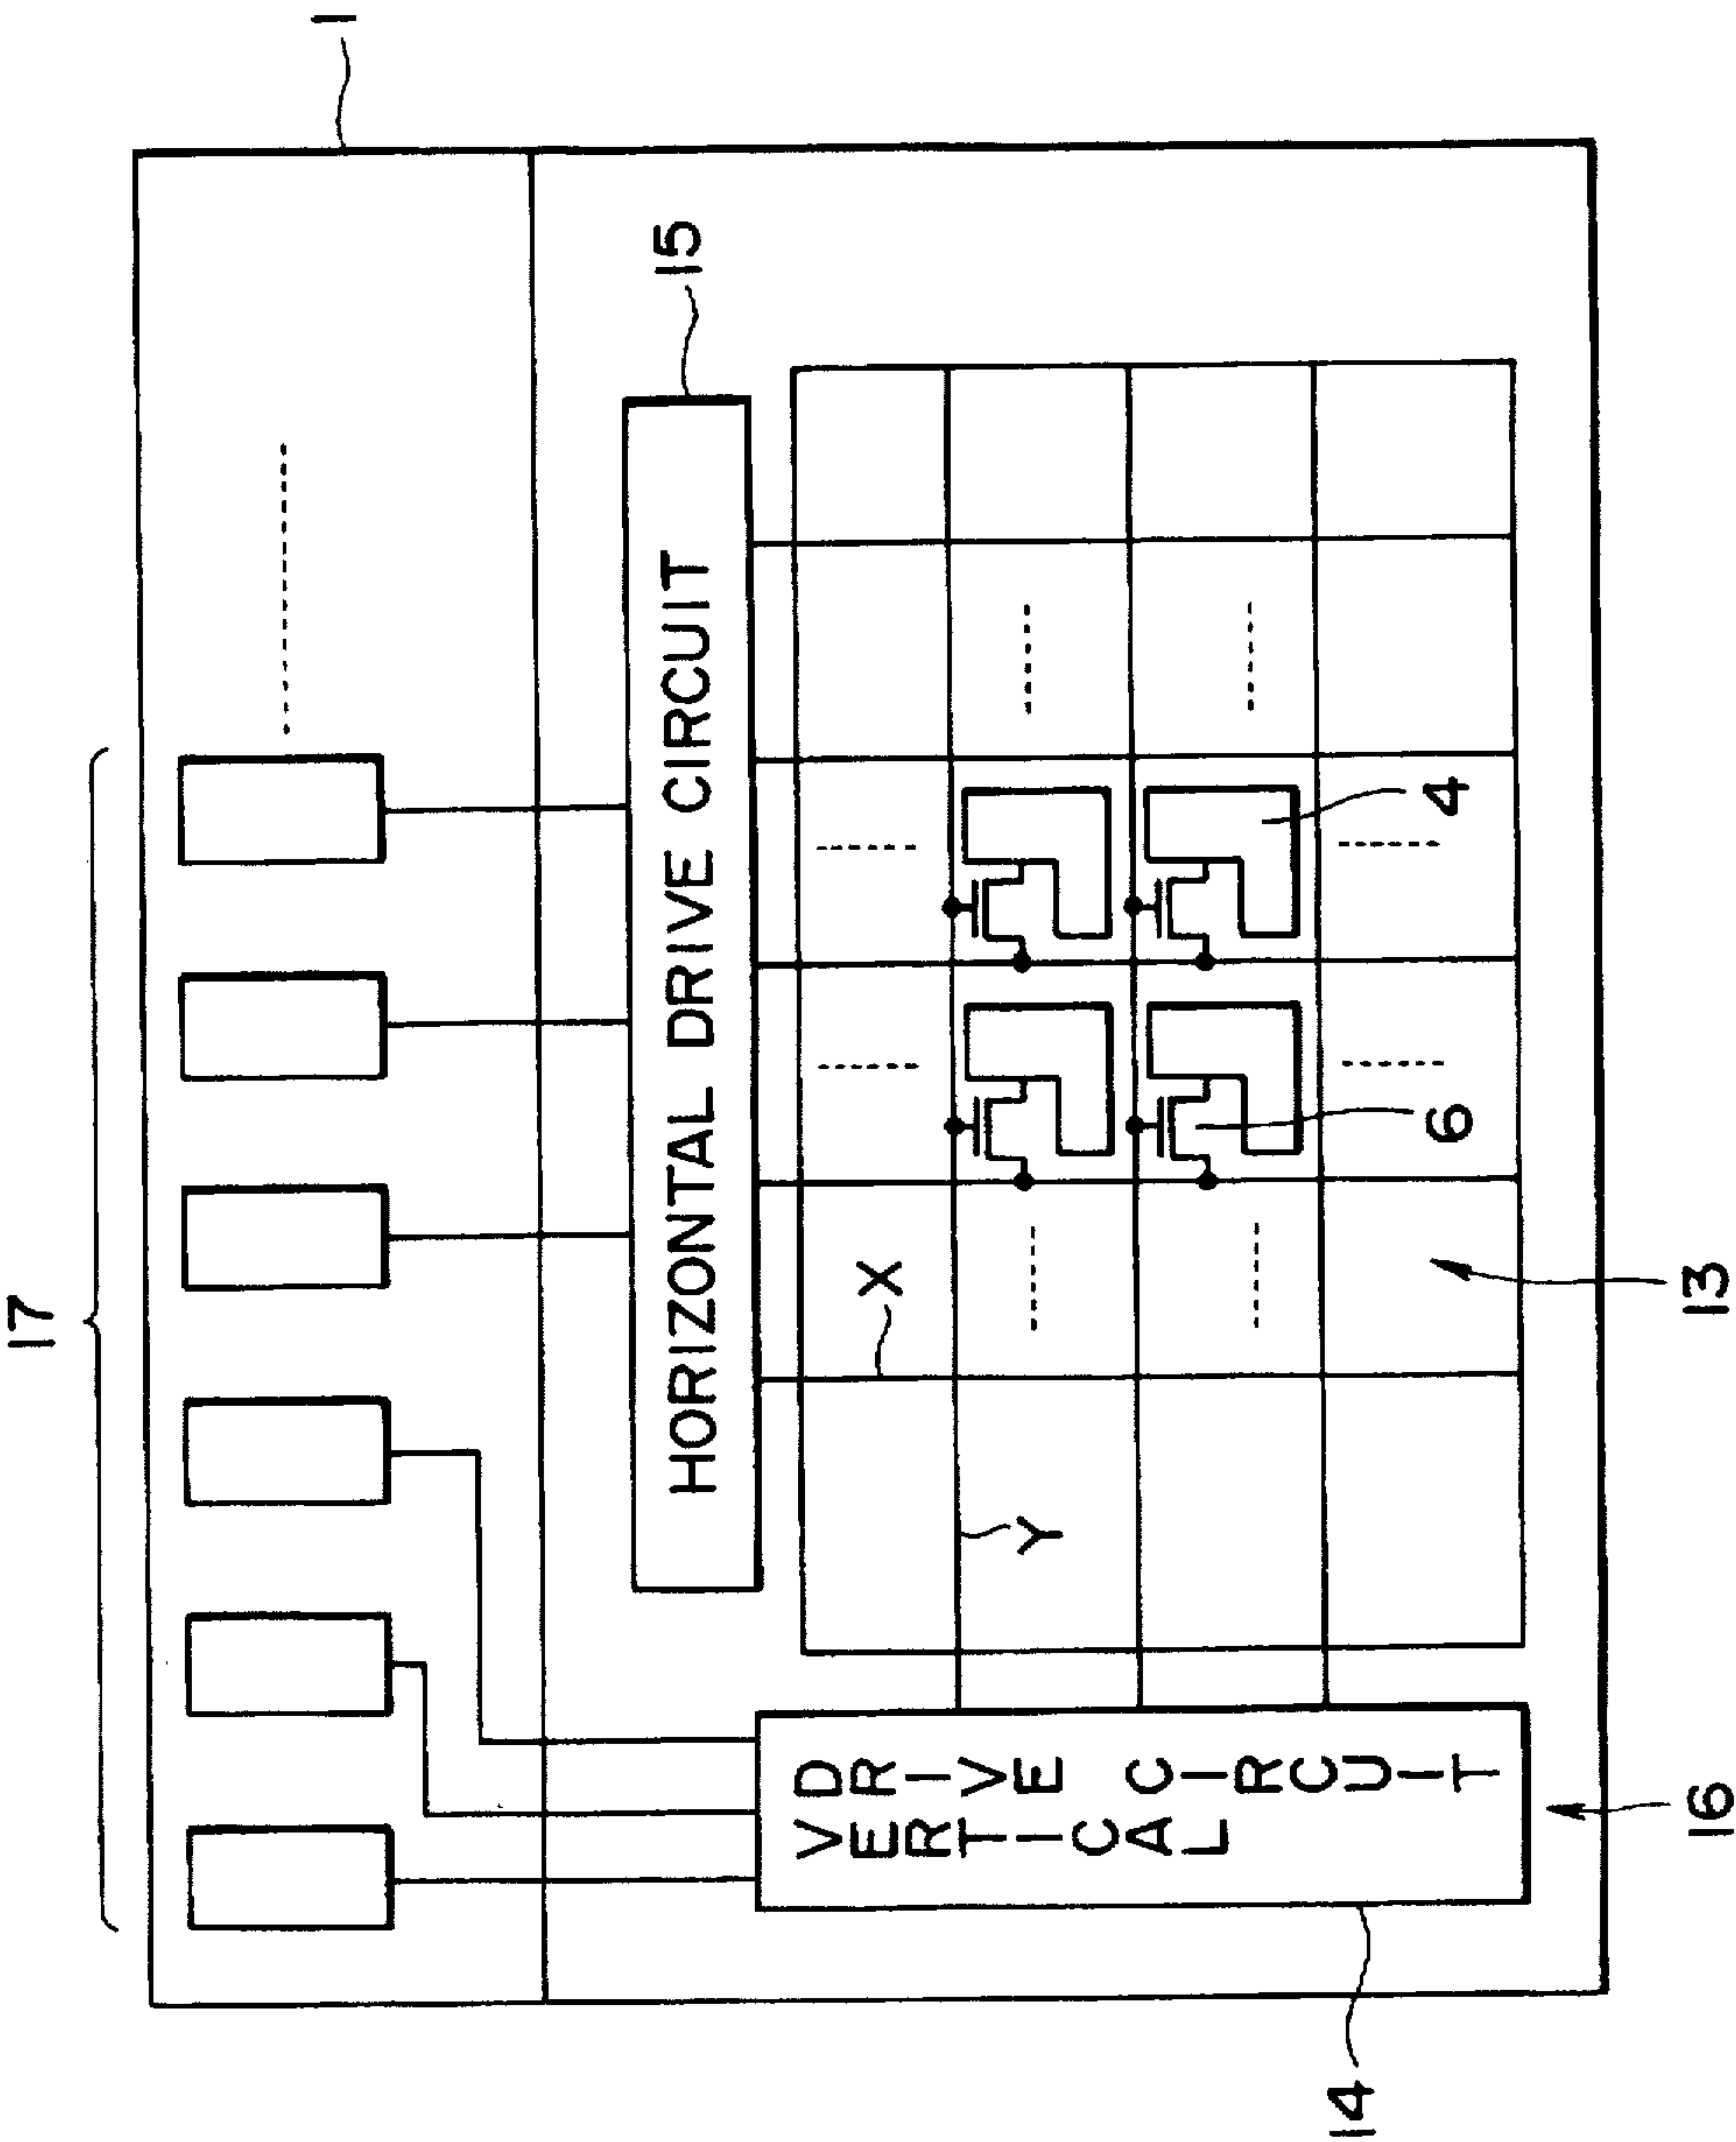 17
1
15
HORIZONTAL DRIVE CIRCUIT
X
Y
4
6
VERTICAL
DRIVE CIRCUIT
13
14
16